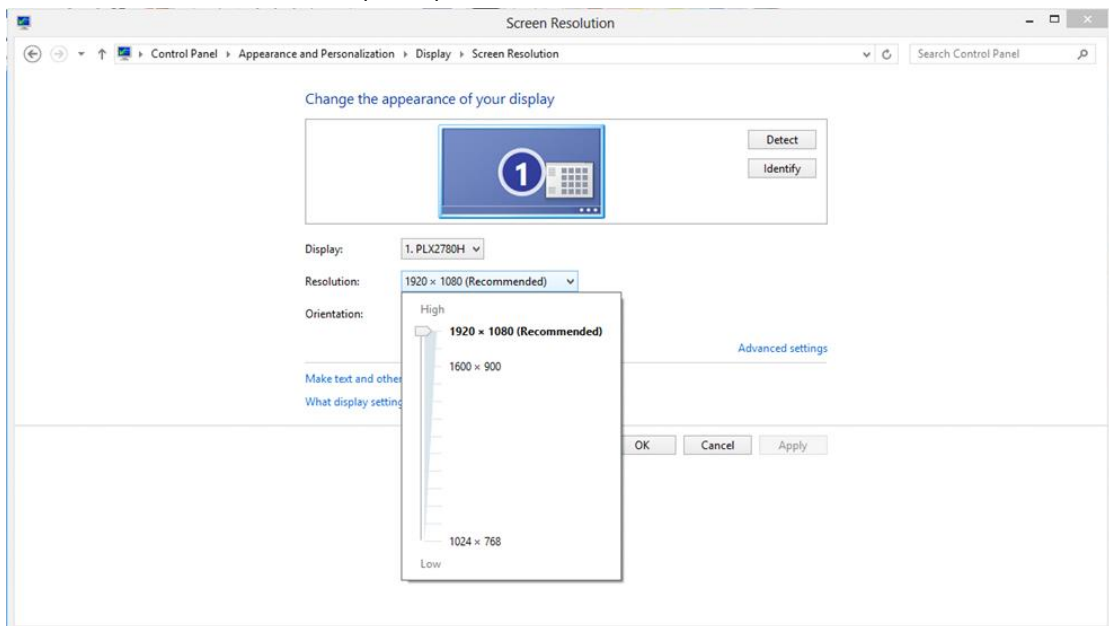 Screen Resolution
Control Panel Appearance and Personalization Display Screen Resolution
Search Control Panel
Change the appearance of your display
1
Detect
Identify
Display: 1. PLX2780H
Resolution: 1920 × 1080 (Recommended)
Orientation:
High
1920 × 1080 (Recommended)
1600 × 900
1024 × 768
Low
Advanced settings
Make text and other
What display setting
OK Cancel Apply